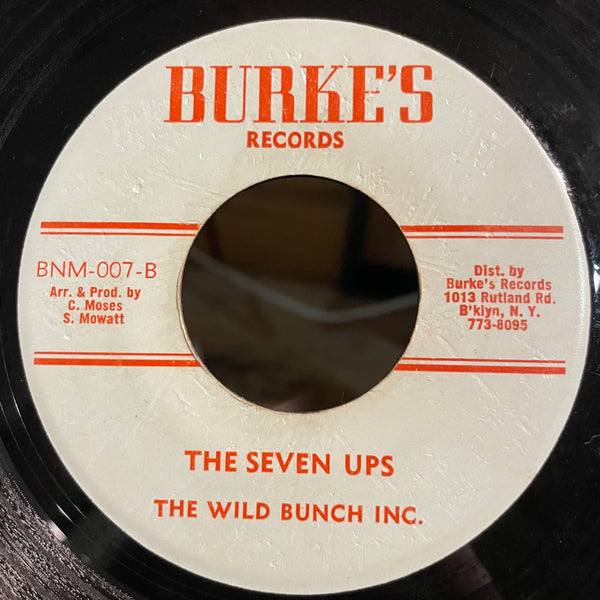 BURKE'S
RECORDS
BNM-007-B
Arr. & Prod. by
C. Moses
S. Mowatt
Dist. by
Burke's Records
1013 Rutland Rd.
B'klyn, N. Y.
773-8095
THE SEVEN UPS
THE WILD BUNCH INC.